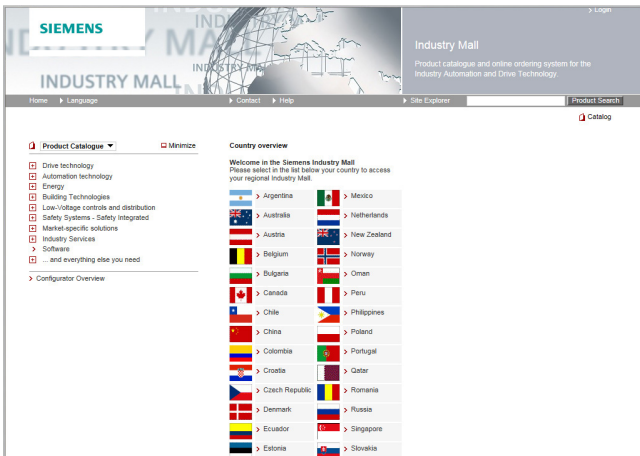 > Login
SIEMENS
INDUSTRY MALL
Industry Mall
Product catalogue and online ordering system for the
Industry Automation and Drive Technology.
Home > Language > Contact > Help > Site Explorer Product Search
Catalog
Product Catalogue ▼ Minimize
Drive technology
Automation technology
Energy
Building Technologies
Low-Voltage controls and distribution
Safety Systems - Safety Integrated
Market-specific solutions
Industry Services
> Software
... and everything else you need
> Configurator Overview
Country overview
Welcome in the Siemens Industry Mall
Please select in the list below your country to access
your regional Industry Mall.
> Argentina > Mexico
> Australia > Netherlands
> Austria > New Zealand
> Belgium > Norway
> Bulgaria > Oman
> Canada > Peru
> Chile > Philippines
> China > Poland
> Colombia > Portugal
> Croatia > Qatar
> Czech Republic > Romania
> Denmark > Russia
> Ecuador > Singapore
> Estonia > Slovakia